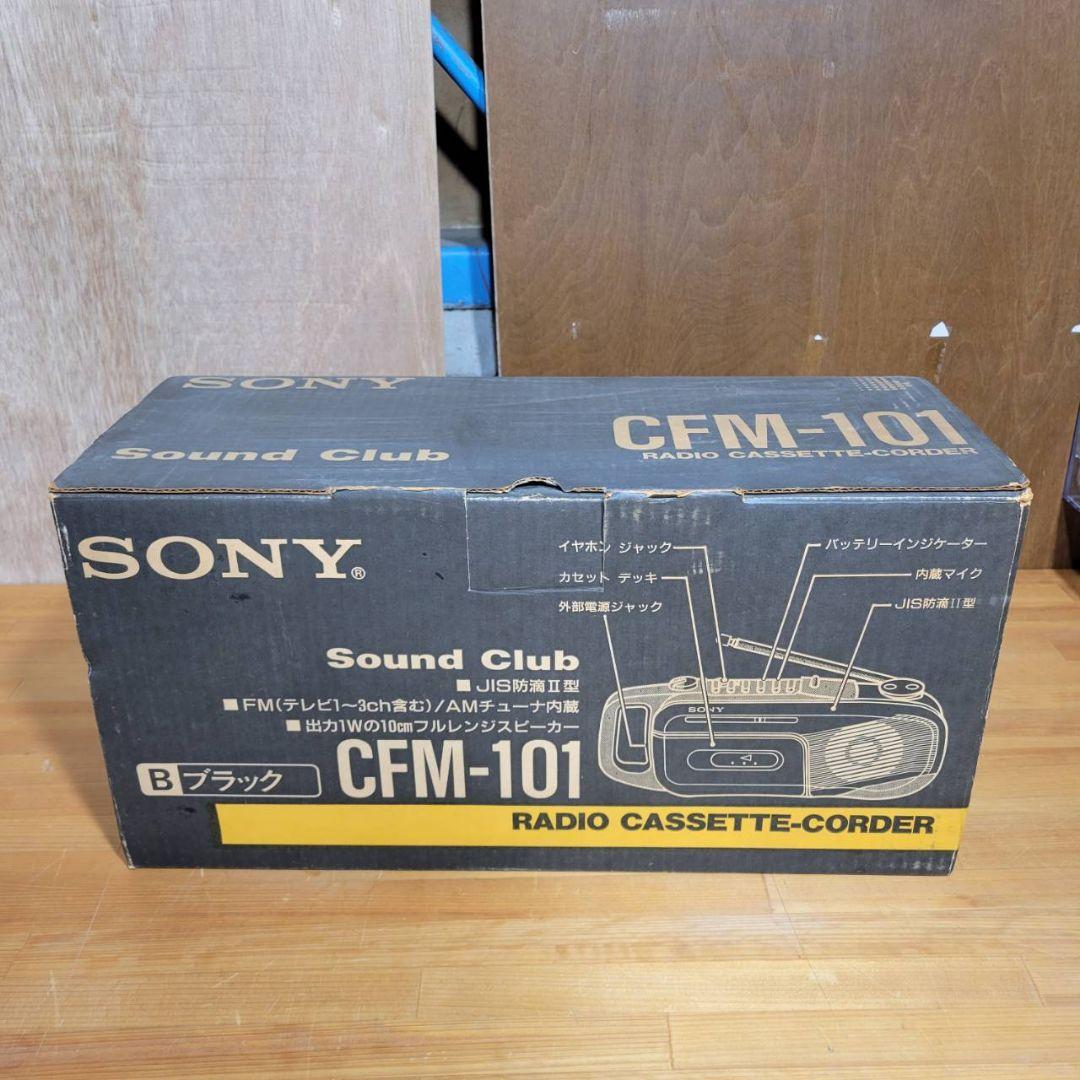 SONY
CFM-101
RADIO CASSETTE-CORDER
Sound Club
SONY®
イヤホン ジャック
カセット デッキ
外部電源ジャック
バッテリーインジケーター
内蔵マイク
JIS防滴II型
Sound Club
■JIS防滴II型
■FM(テレビ1〜3ch含む)/AMチューナ内蔵
■出力1Wの10cmフルレンジスピーカー
B ブラック
CFM-101
SONY
RADIO CASSETTE-CORDER